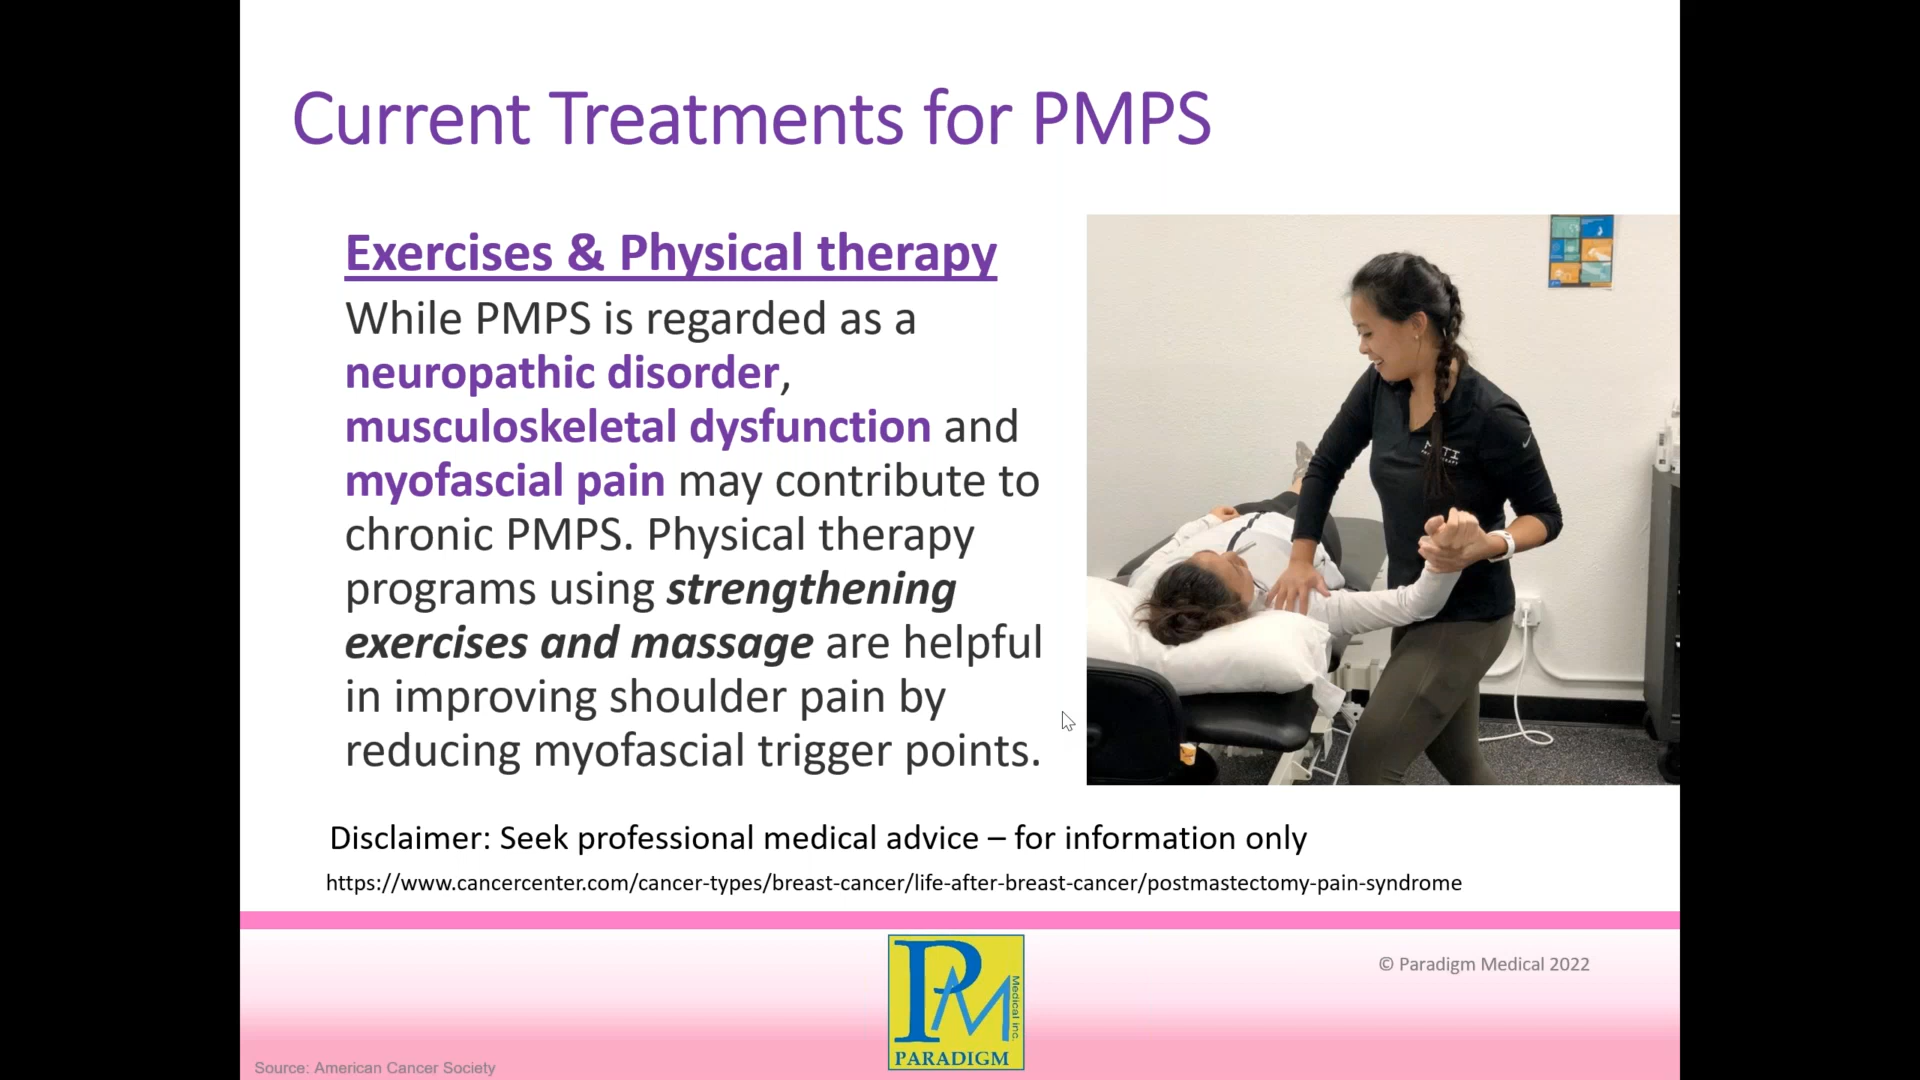 Current Treatments for PMPS
Exercises & Physical therapy
While PMPS is regarded as a
neuropathic disorder,
musculoskeletal dysfunction and
myofascial pain may contribute to
chronic PMPS. Physical therapy
programs using strengthening
exercises and massage are helpful
in improving shoulder pain by
reducing myofascial trigger points.
Disclaimer: Seek professional medical advice – for information only
https://www.cancercenter.com/cancer-types/breast-cancer/life-after-breast-cancer/postmastectomy-pain-syndrome
PM
Medical inc.
PARADIGM
© Paradigm Medical 2022
Source: American Cancer Society